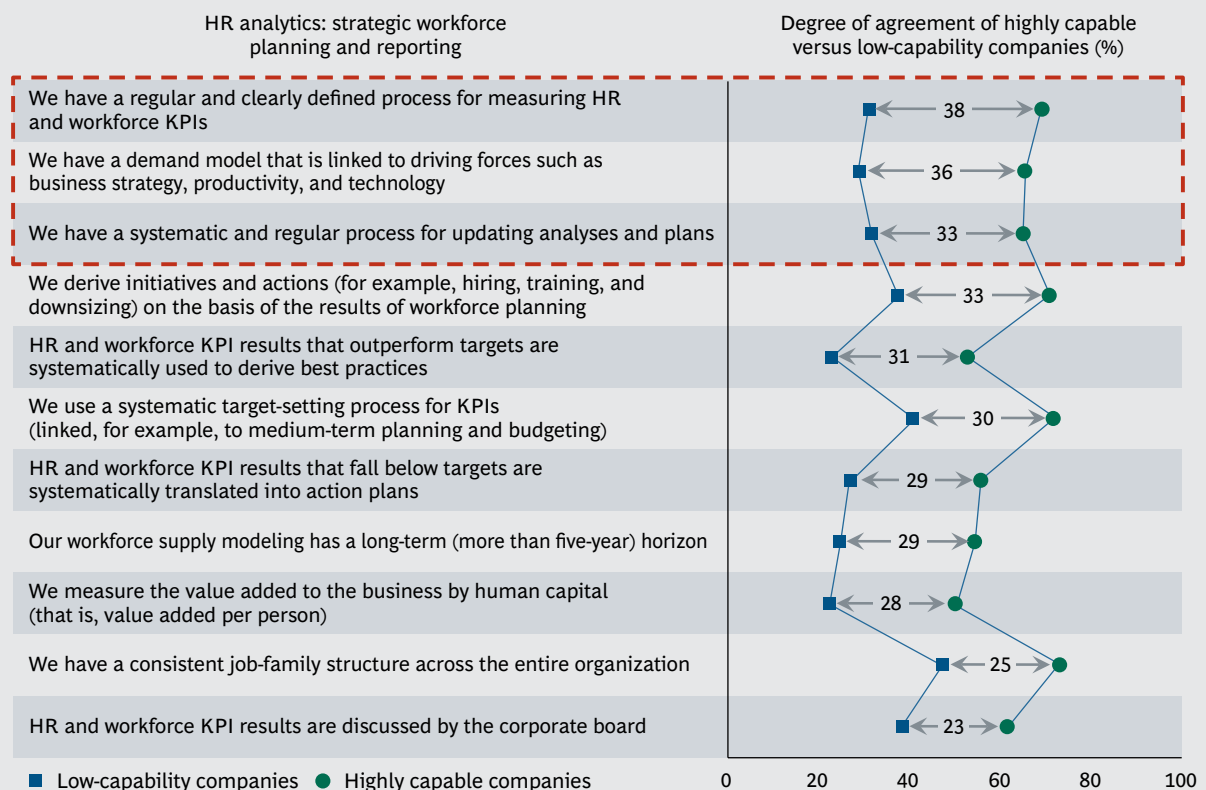 HR analytics: strategic workforce
planning and reporting
Degree of agreement of highly capable
versus low-capability companies (%)
We have a regular and clearly defined process for measuring HR
and workforce KPIs
38
We have a demand model that is linked to driving forces such as
business strategy, productivity, and technology
36
We have a systematic and regular process for updating analyses and plans
33
We derive initiatives and actions (for example, hiring, training, and
downsizing) on the basis of the results of workforce planning
33
HR and workforce KPI results that outperform targets are
systematically used to derive best practices
31
We use a systematic target-setting process for KPIs
(linked, for example, to medium-term planning and budgeting)
30
HR and workforce KPI results that fall below targets are
systematically translated into action plans
29
Our workforce supply modeling has a long-term (more than five-year) horizon
29
We measure the value added to the business by human capital
(that is, value added per person)
28
We have a consistent job-family structure across the entire organization
25
HR and workforce KPI results are discussed by the corporate board
23
Low-capability companies Highly capable companies
0 20 40 60 80 100